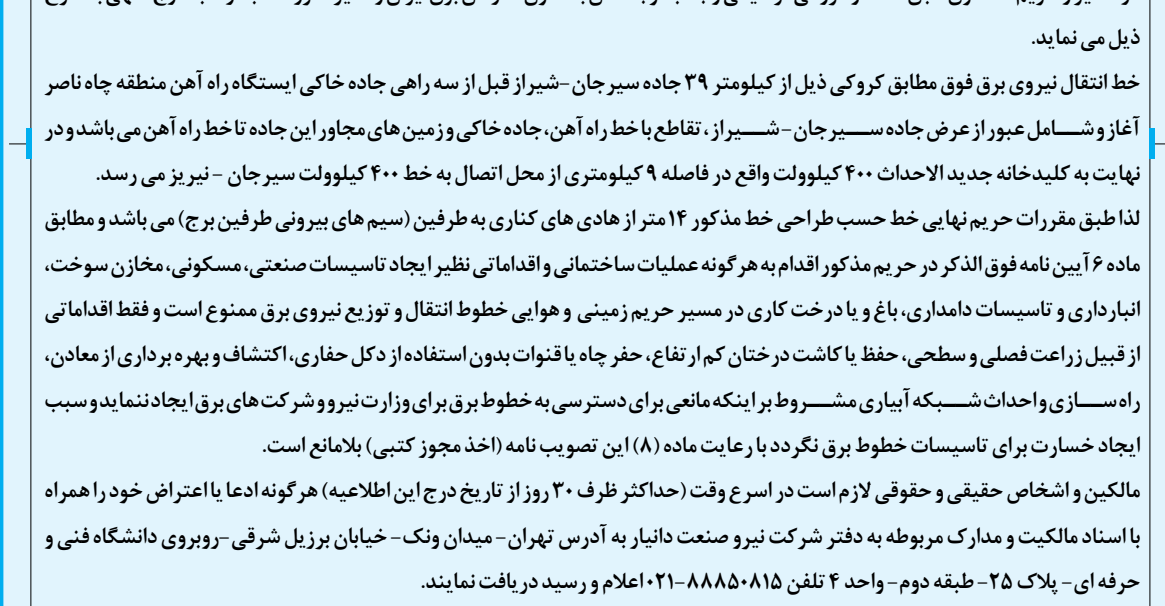 ذیل می نماید.
خط انتقال نیروی برق فوق مطابق کروکی ذیل از کیلومتر ۳۹ جاده سیرجان -شیراز قبل از سه راهی جاده خاکی ایستگاه راه آهن منطقه چاه ناصر
آغاز و شامل عبور از عرض جاده سیرجان - شیراز ، تقاطع با خط راه آهن، جاده خاکی و زمین های مجاور این جاده تا خط راه آهن می باشد و در
نهایت به کلیدخانه جدید الاحداث ۴۰۰ کیلوولت واقع در فاصله ۹ کیلومتری از محل اتصال به خط ۴۰۰ کیلوولت سیرجان - نیریز می رسد.
لذا طبق مقررات حریم نهایی خط حسب طراحی خط مذکور ۱۴ متر از هادی های کناری به طرفین (سیم های بیرونی طرفین برج) می باشد و مطابق
ماده ۶ آیین نامه فوق الذکر در حریم مذکور اقدام به هر گونه عملیات ساختمانی و اقداماتی نظیر ایجاد تاسیسات صنعتی، مسکونی، مخازن سوخت،
انبارداری و تاسیسات دامداری، باغ و یا درخت کاری در مسیر حریم زمینی و هوایی خطوط انتقال و توزیع نیروی برق ممنوع است و فقط اقداماتی
از قبیل زراعت فصلی و سطحی، حفظ یا کاشت درختان کم ارتفاع، حفر چاه یا قنوات بدون استفاده از دکل حفاری، اکتشاف و بهره برداری از معادن،
راه سازی و احداث شبکه آبیاری مشروط بر اینکه مانعی برای دسترسی به خطوط برق برای وزارت نیرو و شرکت های برق ایجاد ننماید و سبب
ایجاد خسارت برای تاسیسات خطوط برق نگردد با رعایت ماده (۸) این تصویب نامه (اخذ مجوز کتبی) بلامانع است.
مالکین و اشخاص حقیقی و حقوقی لازم است در اسرع وقت (حداکثر ظرف ۳۰ روز از تاریخ درج این اطلاعیه) هر گونه ادعا یا اعتراض خود را همراه
با اسناد مالکیت و مدارک مربوطه به دفتر شرکت نیرو صنعت دانیار به آدرس تهران- میدان ونک- خیابان برزیل شرقی-روبروی دانشگاه فنی و
حرفه ای- پلاک ۲۵- طبقه دوم- واحد ۴ تلفن ۸۸۸۵۰۸۱۵-۰۲۱ اعلام و رسید دریافت نمایند.